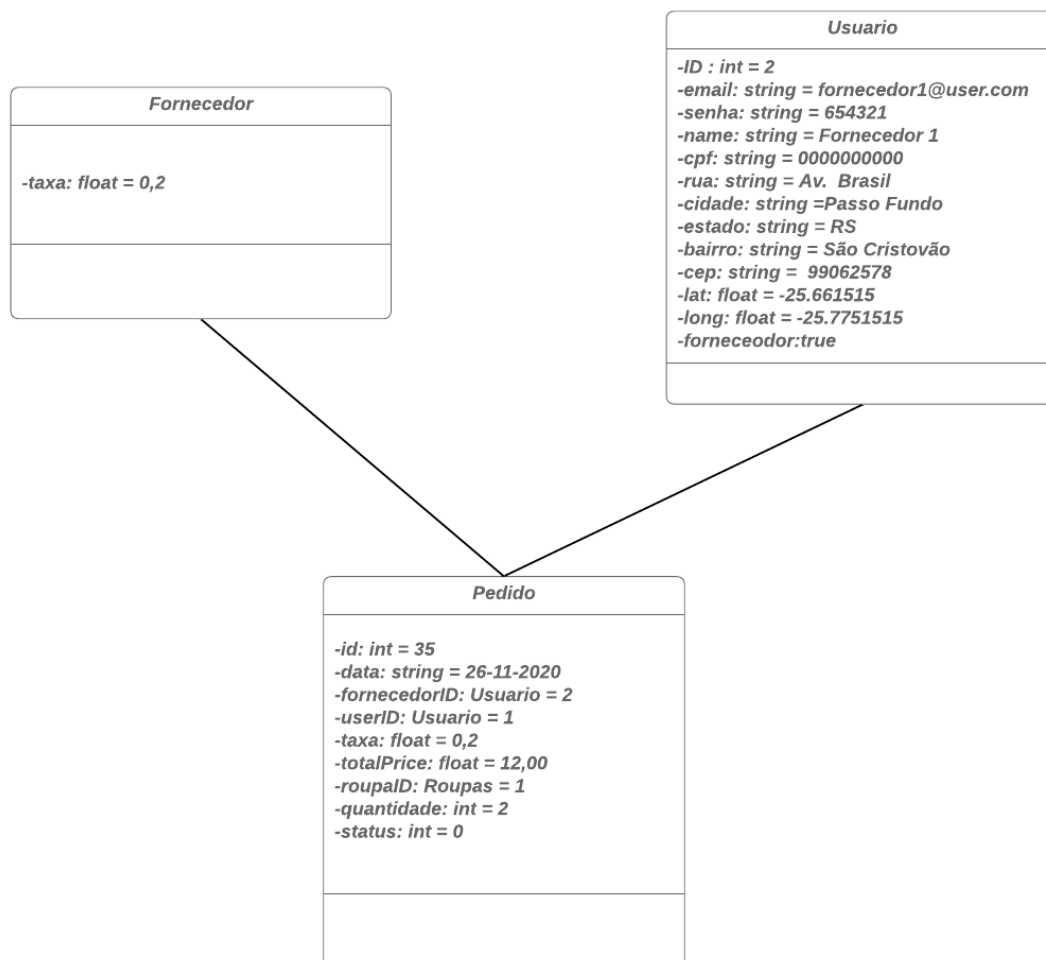 Fornecedor
-taxa: float = 0,2
Usuario
-ID : int = 2
-email: string = fornecedor1@user.com
-senha: string = 654321
-name: string = Fornecedor 1
-cpf: string = 0000000000
-rua: string = Av. Brasil
-cidade: string =Passo Fundo
-estado: string = RS
-bairro: string = São Cristovão
-cep: string = 99062578
-lat: float = -25.661515
-long: float = -25.7751515
-forneceodor:true
Pedido
-id: int = 35
-data: string = 26-11-2020
-fornecedorID: Usuario = 2
-userID: Usuario = 1
-taxa: float = 0,2
-totalPrice: float = 12,00
-roupaID: Roupas = 1
-quantidade: int = 2
-status: int = 0